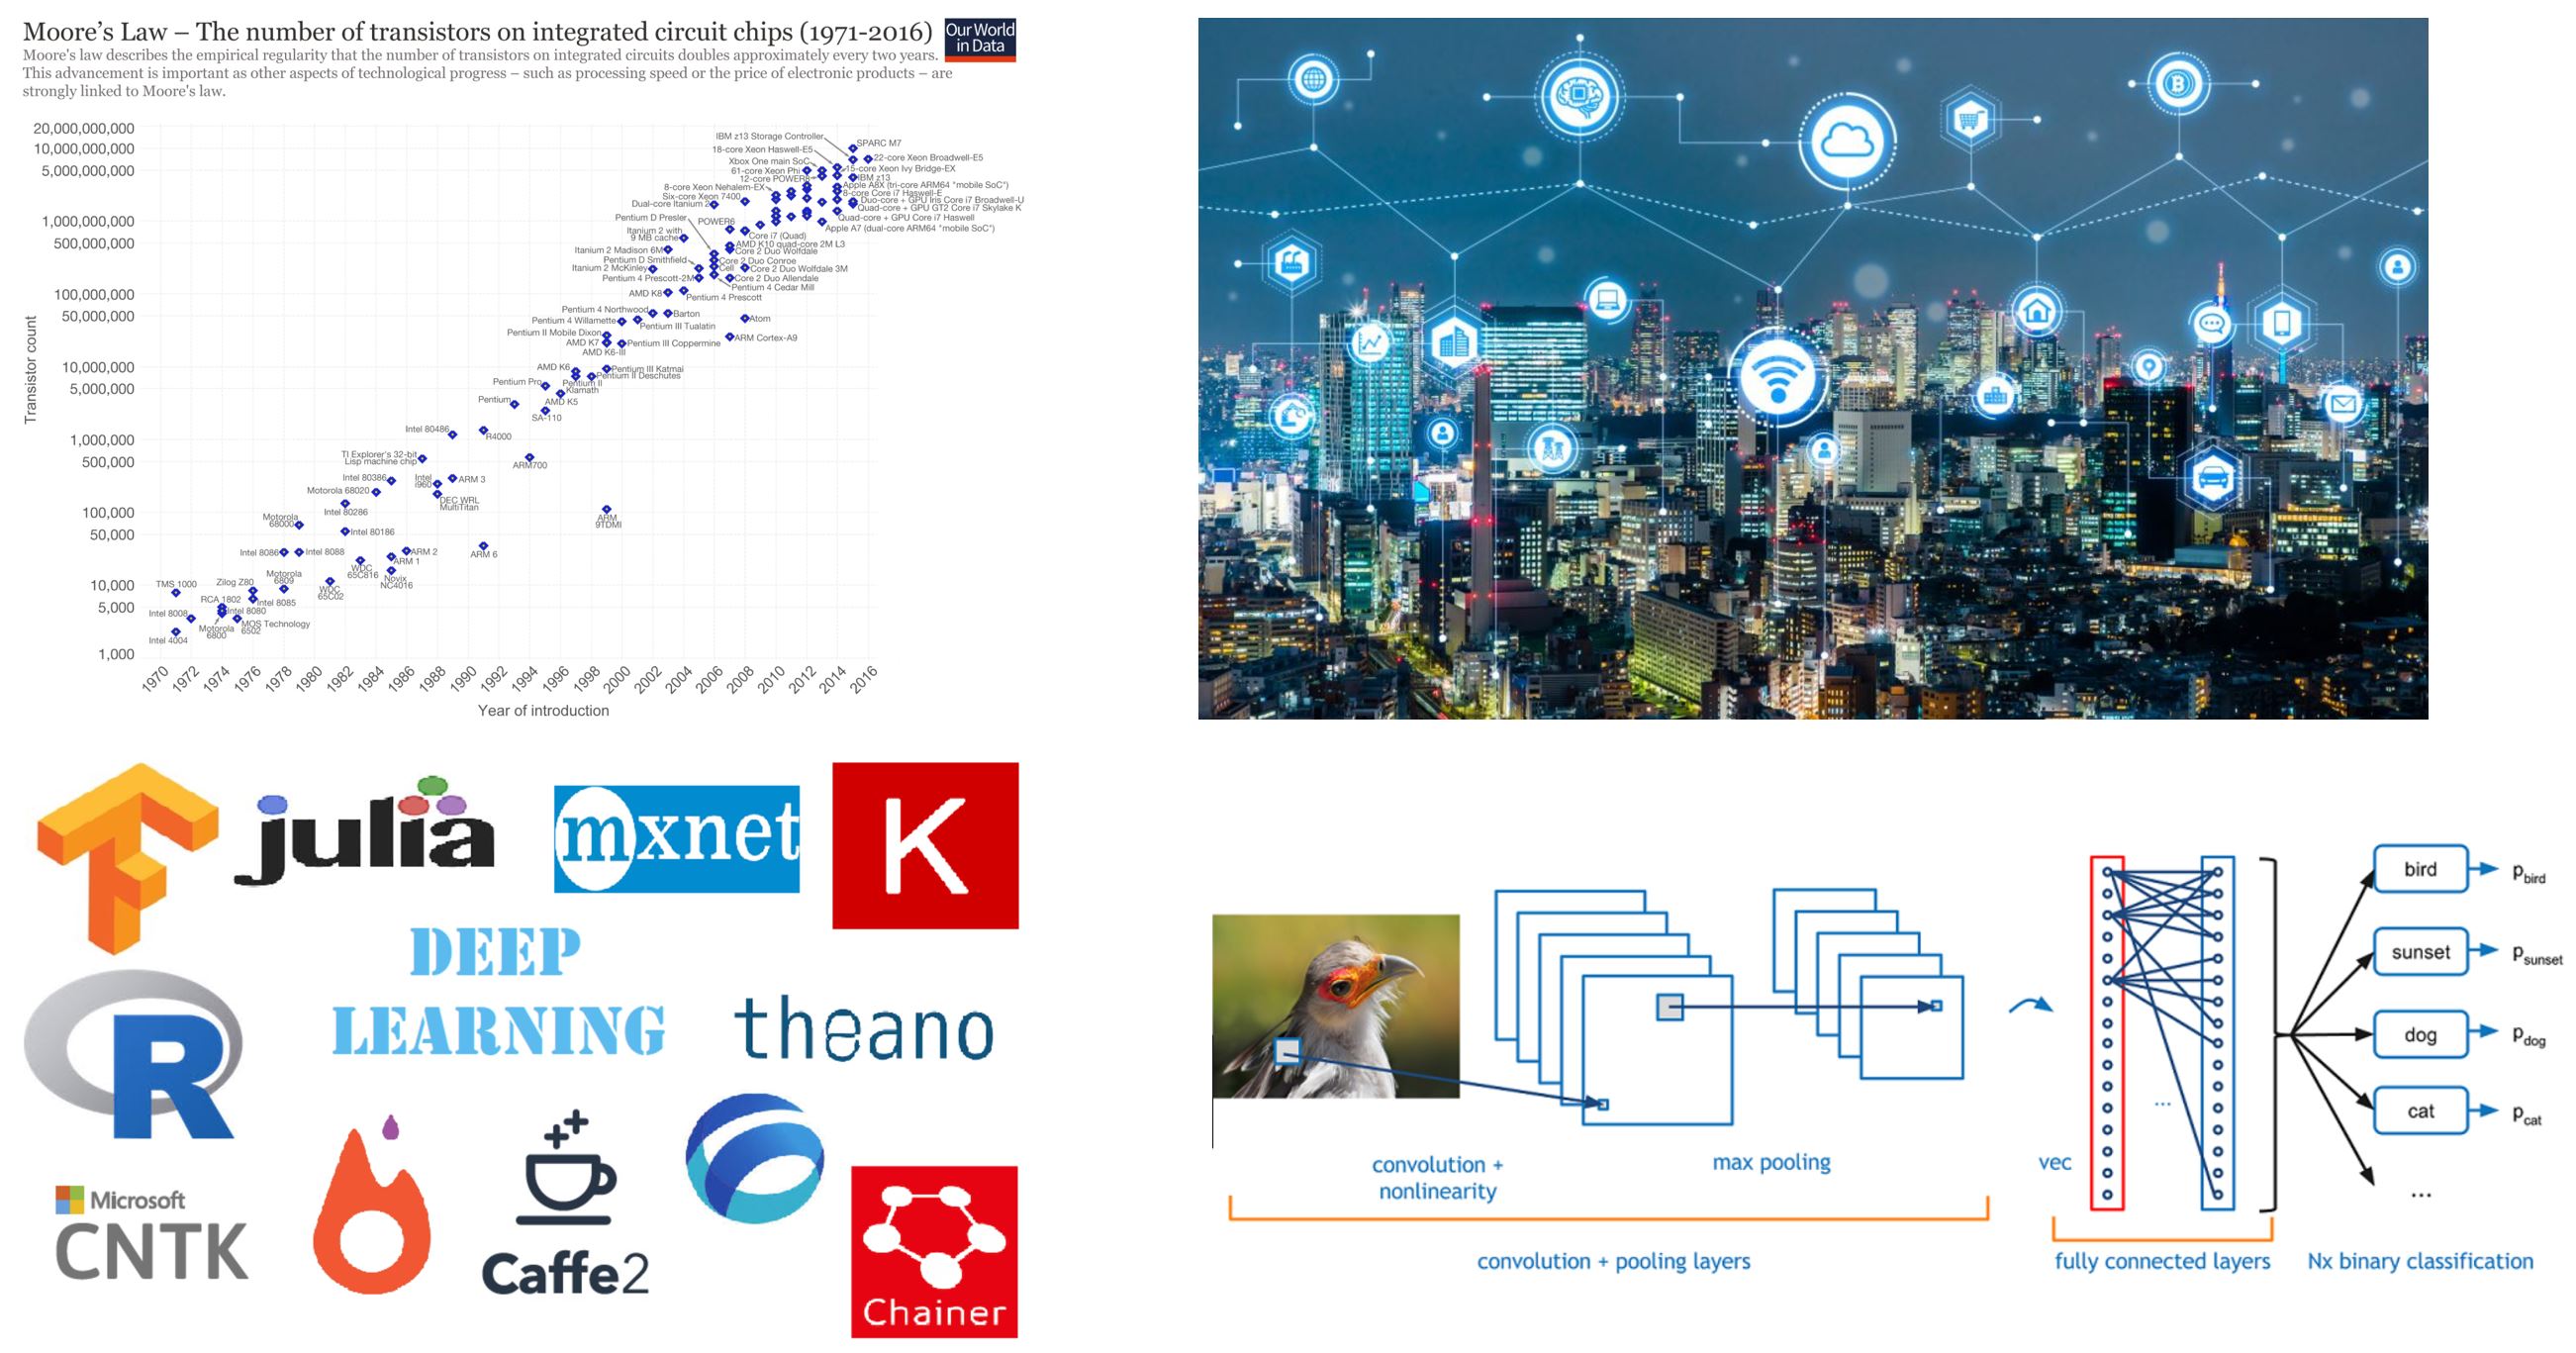 Moore's Law – The number of transistors on integrated circuit chips (1971-2016)
Our World
in Data
Moore's law describes the empirical regularity that the number of transistors on integrated circuits doubles approximately every two years.
This advancement is important as other aspects of technological progress – such as processing speed or the price of electronic products – are
strongly linked to Moore's law.
Transistor count
20,000,000,000
10,000,000,000
5,000,000,000
1,000,000,000
500,000,000
100,000,000
50,000,000
10,000,000
5,000,000
1,000,000
500,000
100,000
50,000
10,000
5,000
1,000
IBM z13 Storage Controller
SPARC M7
18-core Xeon Haswell-E5
22-core Xeon Broadwell-E5
Xbox One main SoC
61-core Xeon Phi
15-core Xeon Ivy Bridge-EX
12-core POWER8
IBM z13
8-core Xeon Nehalem-EX
Apple A8X (tri-core ARM64 "mobile SoC")
Six-core Xeon 7400
8-core Core i7 Haswell-E
Dual-core Itanium 2
Duo-core + GPU Iris Core i7 Broadwell-U
Quad-core + GPU GT2 Core i7 Skylake K
Pentium D Presler
POWER6
Quad-core + GPU Core i7 Haswell
Apple A7 (dual-core ARM64 "mobile SoC")
Itanium 2 with
9 MB cache
Core i7 (Quad)
AMD K10 quad-core 2M L3
Itanium 2 Madison 6M
Core 2 Duo Wolfdale
Pentium D Smithfield
Core 2 Duo Conroe
Itanium 2 McKinley
Cell
Core 2 Duo Wolfdale 3M
Pentium 4 Prescott-2M
Core 2 Duo Allendale
Pentium 4 Cedar Mill
AMD K8
Pentium 4 Prescott
Pentium 4 Northwood
Barton
Atom
Pentium 4 Willamette
Pentium III Tualatin
Pentium II Mobile Dixon
ARM Cortex-A9
AMD K7
Pentium III Coppermine
AMD K6-III
AMD K6
Pentium III Katmai
Pentium II Deschutes
Pentium Pro
Pentium II
Klamath
Pentium
AMD K5
SA-110
Intel 80486
R4000
TI Explorer's 32-bit
Lisp machine chip
ARM700
Intel 80386
Intel
i960
ARM 3
Motorola 68020
DEC WRL
MultiTitan
Intel 80286
Motorola
68000
ARM
9TDMI
Intel 80186
Intel 8086
Intel 8088
ARM 2
ARM 6
ARM 1
WDC
65C816
Novix
NC4016
TMS 1000
Zilog Z80
Motorola
6809
WDC
65C02
RCA 1802
Intel 8085
Intel 8008
Intel 8080
Motorola
6800
MOS Technology
6502
Intel 4004
1970 1972 1974 1976 1978 1980 1982 1984 1986 1988 1990 1992 1994 1996 1998 2000 2002 2004 2006 2008 2010 2012 2014 2016
Year of introduction
julia
mxnet
K
DEEP
LEARNING
R
theano
Microsoft
CNTK
Caffe2
Chainer
bird
p bird
sunset
p sunset
dog
p dog
cat
p cat
...
...
convolution +
nonlinearity
max pooling
vec
convolution + pooling layers
fully connected layers
Nx binary classification